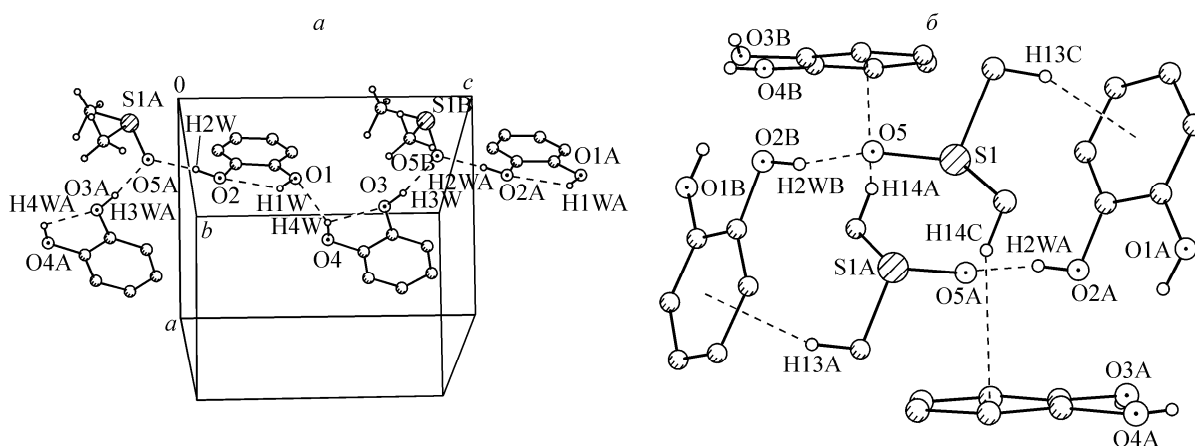 а
0
c
S1A
S1B
H2W
O1
O5B
O1A
O3A
O5A
O2
O3
H2WA
O2A
H4WA
H3WA
H1W
H3W
H1WA
b
H4W
O4A
O4
a
б
O3B
H13C
O4B
O2B
O5
S1
O1B
H2WB
H14A
H14C
H2WA
O1A
S1A
O5A
O2A
H13A
O3A
O4A